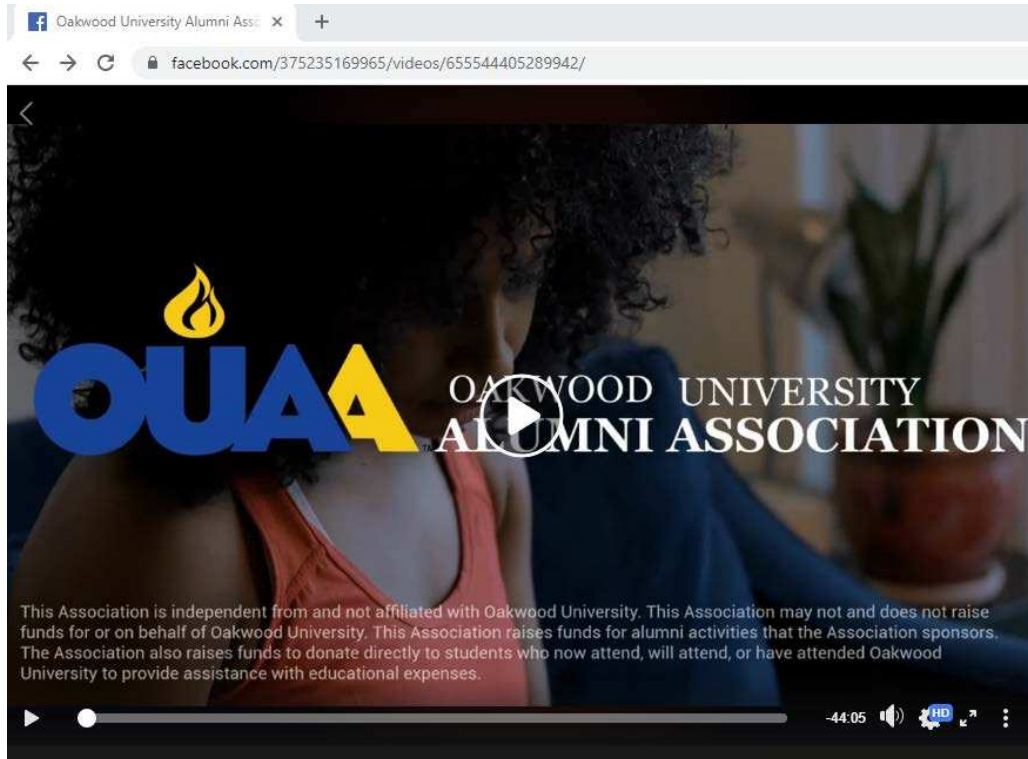 Oakwood University Alumni Asso
facebook.com/375235169965/videos/655544405289942/
OUAA
OAKWOOD UNIVERSITY
ALUMNI ASSOCIATION
This Association is independent from and not affiliated with Oakwood University. This Association may not and does not raise
funds for or on behalf of Oakwood University. This Association raises funds for alumni activities that the Association sponsors.
The Association also raises funds to donate directly to students who now attend, will attend, or have attended Oakwood
University to provide assistance with educational expenses.
-44:05
HD